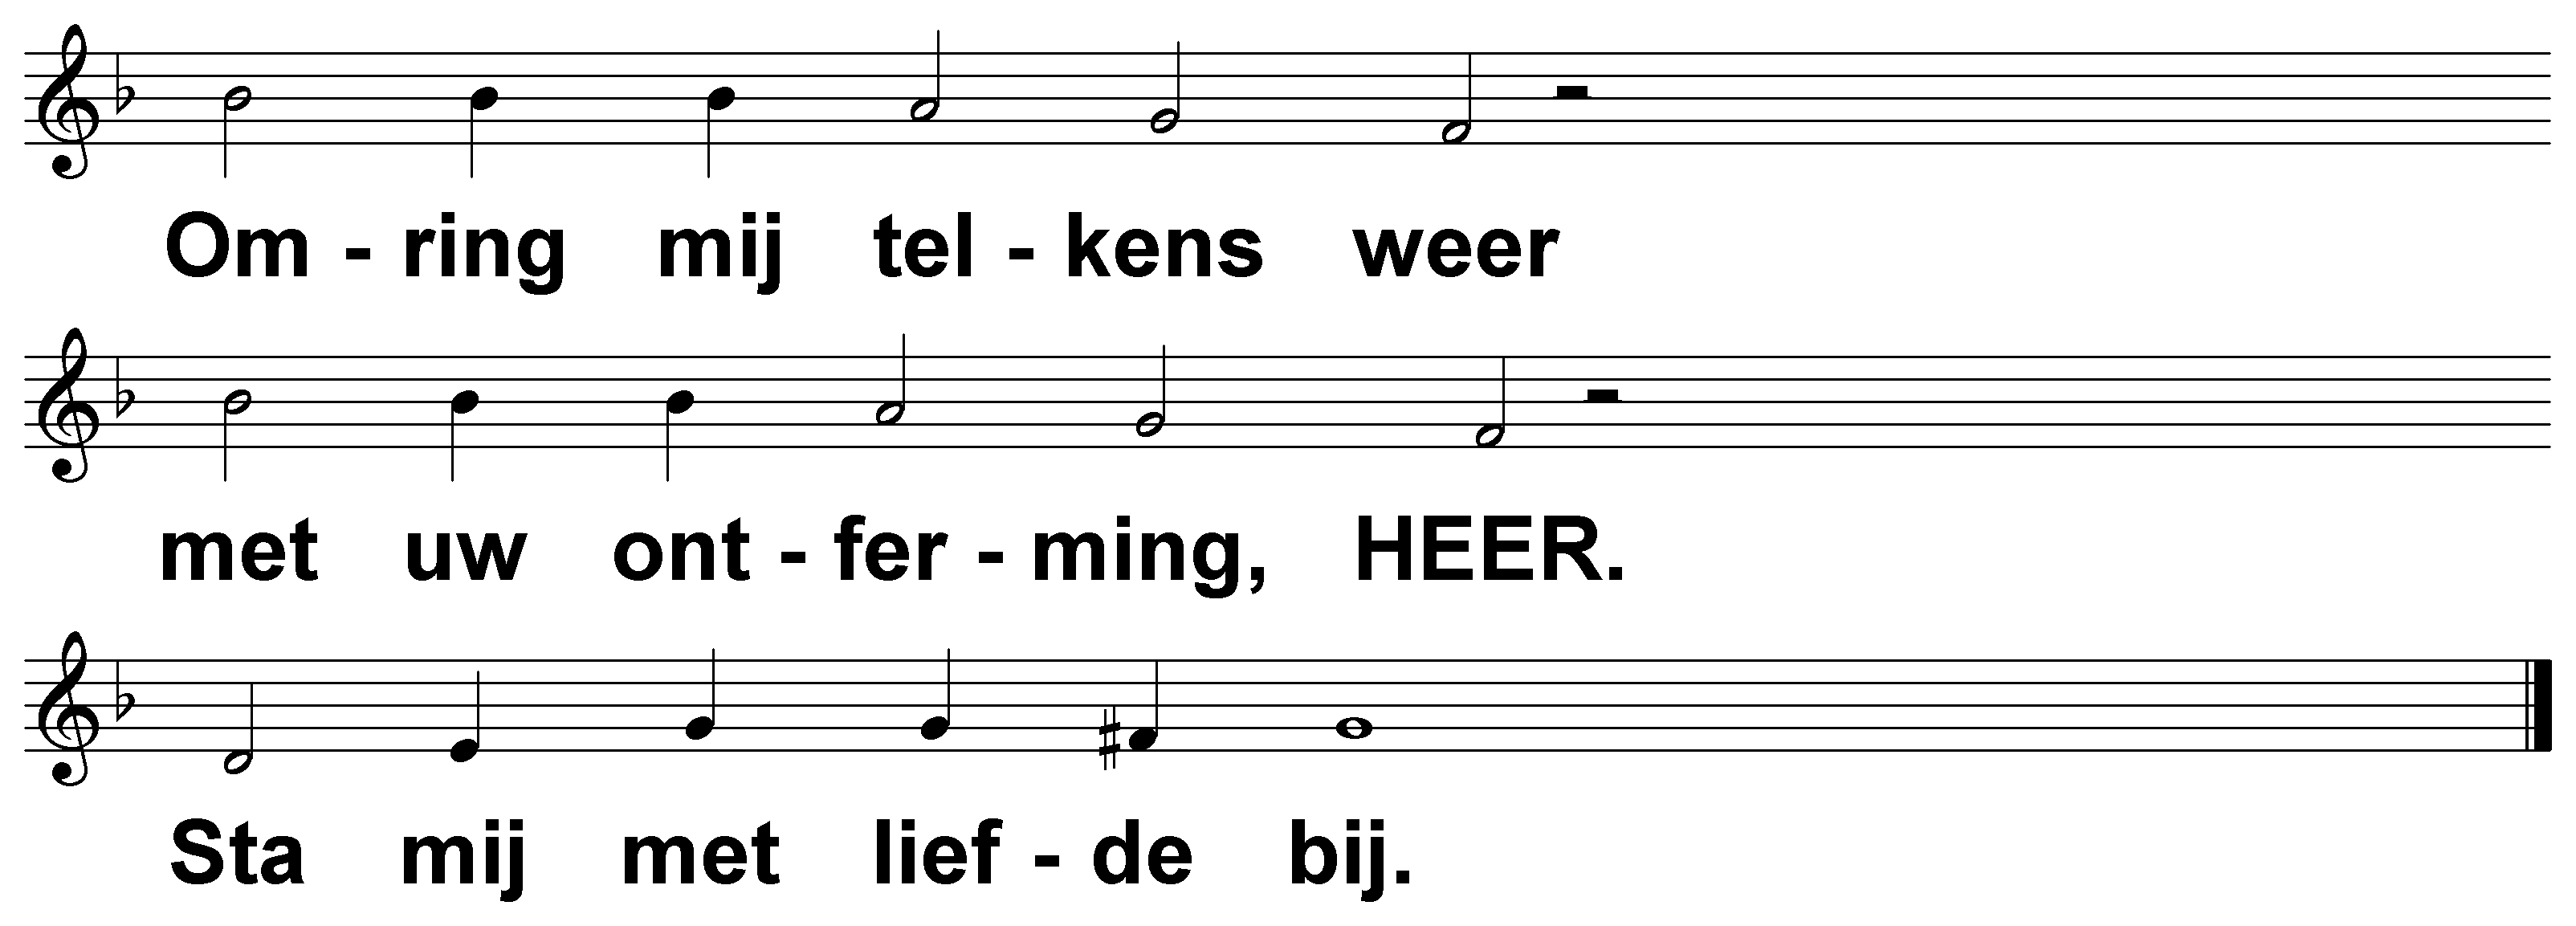 Om - ring mij tel - kens weer
met uw ont - fer - ming, HEER.
Sta mij met lief - de bij.